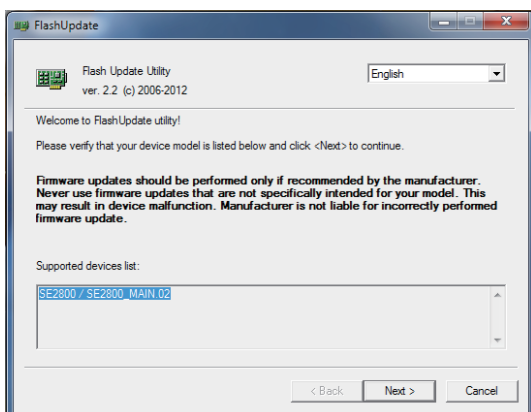 FlashUpdate
Flash Update Utility
English
ver. 2.2 (c) 2006-2012
Welcome to FlashUpdate utility!
Please verify that your device model is listed below and click <Next> to continue.
Firmware updates should be performed only if recommended by the manufacturer.
Never use firmware updates that are not specifically intended for your model. This
may result in device malfunction. Manufacturer is not liable for incorrectly performed
firmware update.
Supported devices list:
SE2800 / SE2800_MAIN.02
< Back
Next >
Cancel